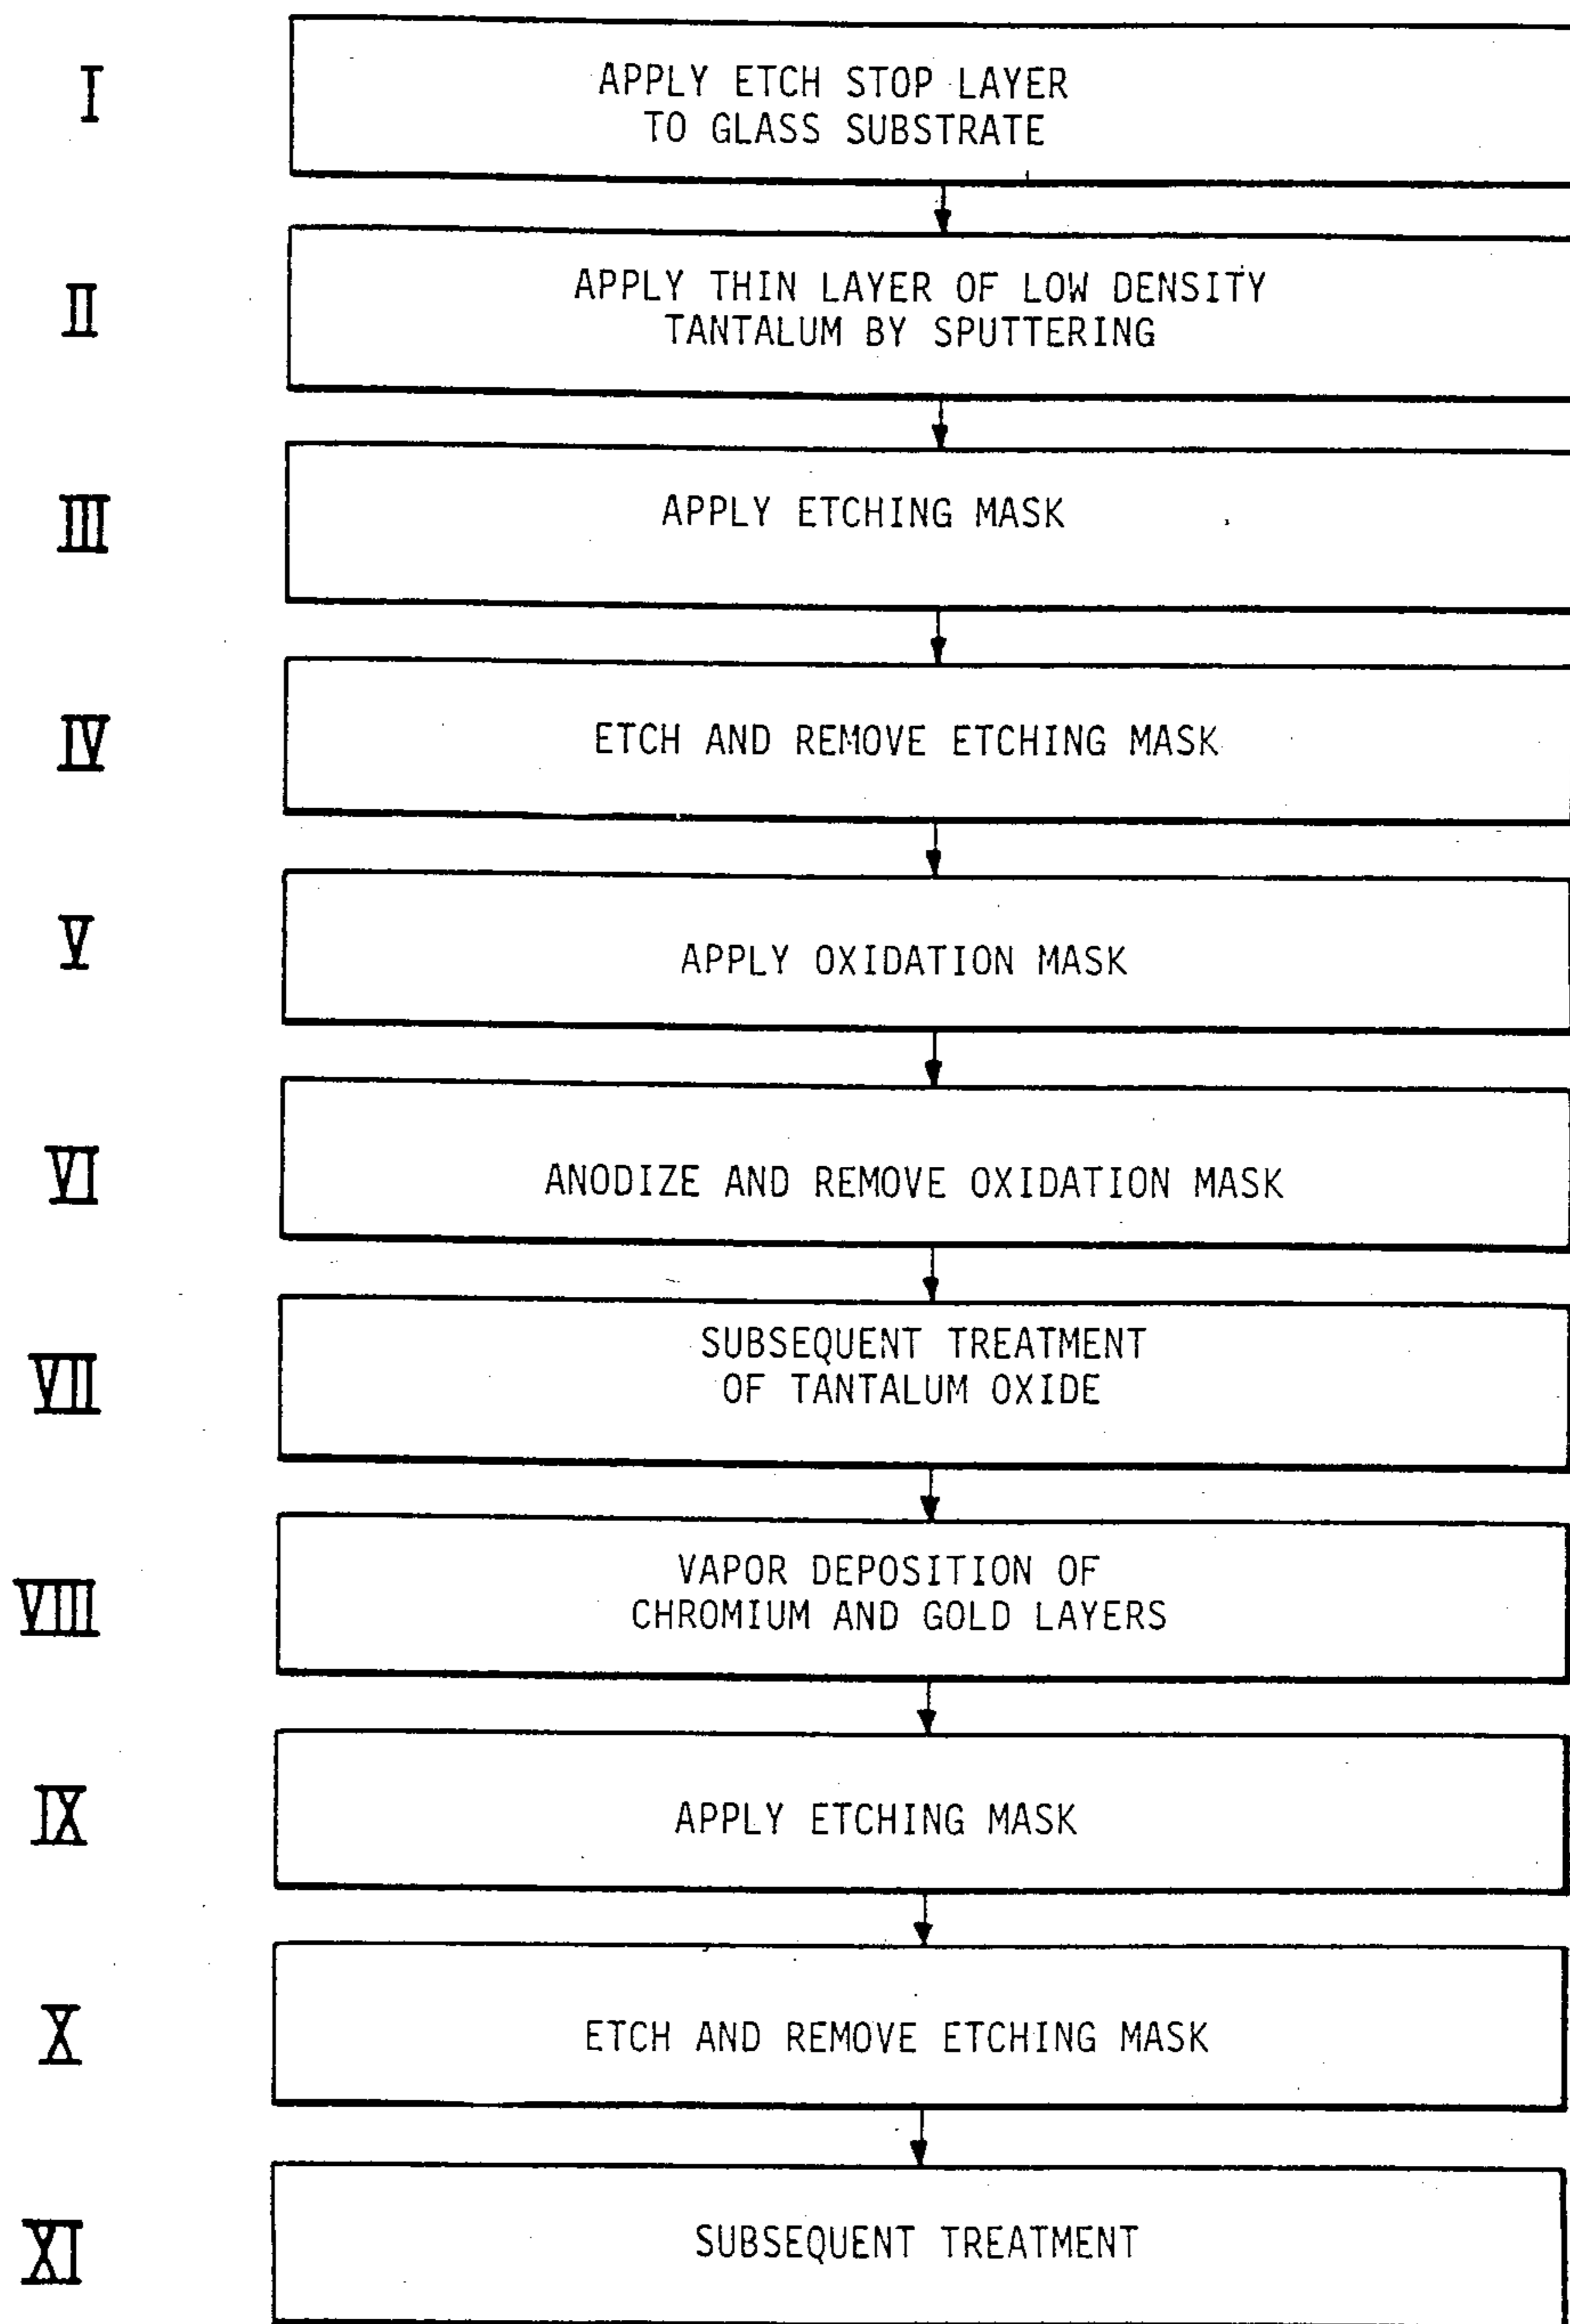 I
APPLY ETCH STOP LAYER
TO GLASS SUBSTRATE
II
APPLY THIN LAYER OF LOW DENSITY
TANTALUM BY SPUTTERING
III
APPLY ETCHING MASK
IV
ETCH AND REMOVE ETCHING MASK
V
APPLY OXIDATION MASK
VI
ANODIZE AND REMOVE OXIDATION MASK
VII
SUBSEQUENT TREATMENT
OF TANTALUM OXIDE
VIII
VAPOR DEPOSITION OF
CHROMIUM AND GOLD LAYERS
IX
APPLY ETCHING MASK
X
ETCH AND REMOVE ETCHING MASK
XI
SUBSEQUENT TREATMENT